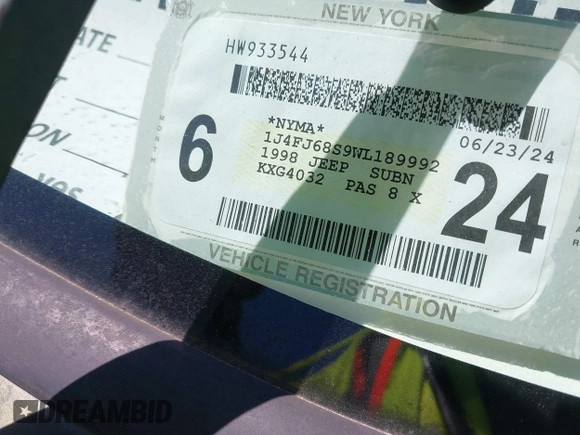 NEW YORK
HW933544
ATE
ON
YOS
6
*NYMA*
06/23/24
1J4FJ68S9WL189992
1998 JEEP SUBN
KXG4032 PAS 8 X
24
VEHICLE REGISTRATION
DREAMBID